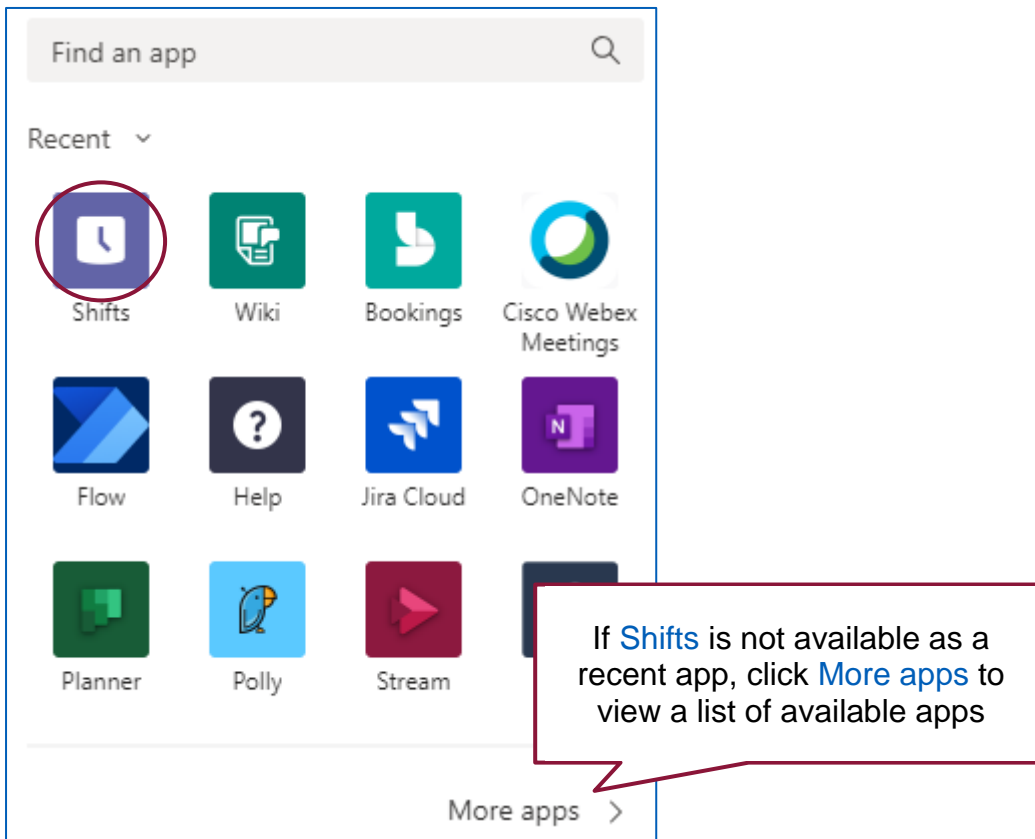 Find an app
Recent
Shifts
Wiki
Bookings
Cisco Webex
Meetings
Flow
?
Help
Jira Cloud
N
OneNote
Planner
Polly
Stream
If Shifts is not available as a
recent app, click More apps to
view a list of available apps
More apps